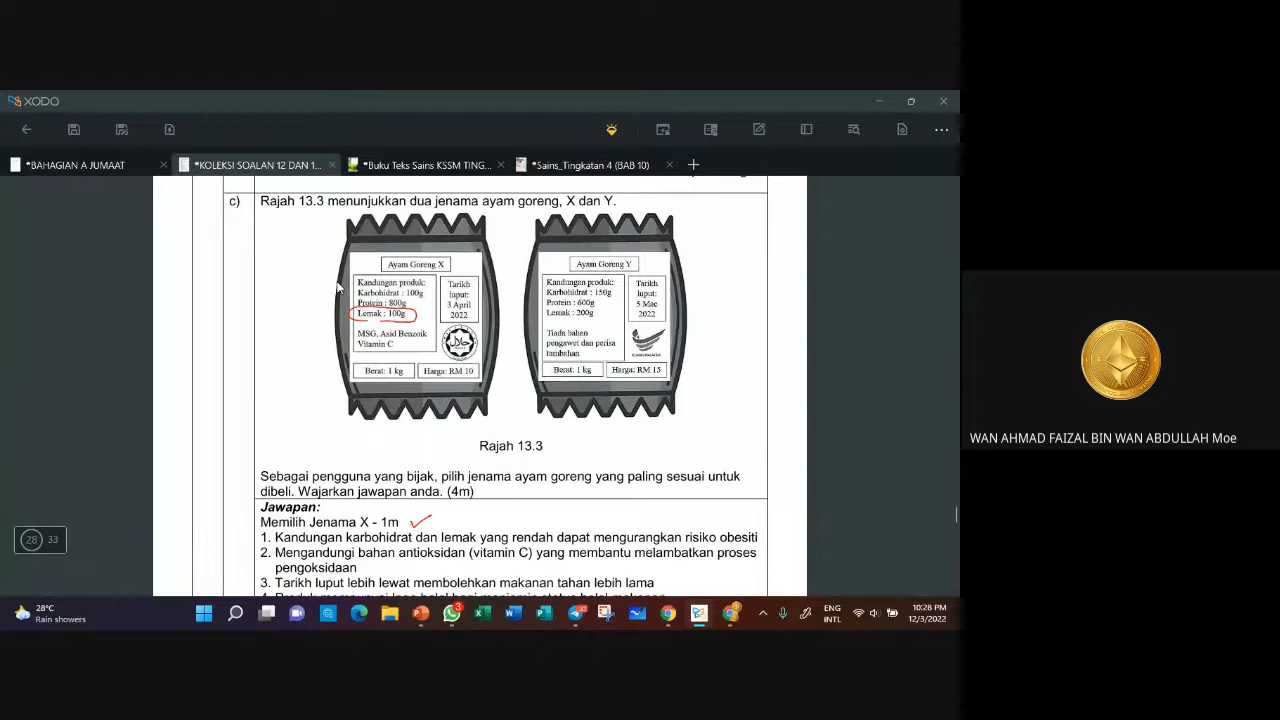 XODO
*BAHAGIAN A JUMAAT
*KOLEKSI SOALAN 12 DAN 1...
*Buku Teks Sains KSSM TING...
*Sains_Tingkatan 4 (BAB 10)
c) Rajah 13.3 menunjukkan dua jenama ayam goreng, X dan Y.
Ayam Goreng X
Kandungan produk:
Karbohidrat : 100g
Protein : 800g
Lemak : 100g
MSG, Asid Benzoik
Vitamin C
Tarikh
luput:
3 April
2022
Berat: 1 kg
Harga: RM 10
Ayam Goreng Y
Kandungan produk:
Karbohidrat : 150g
Protein : 600g
Lemak : 200g
Tiada bahan
pengawet dan perisa
tambahan
Tarikh
luput:
5 Mac
2022
Berat: 1 kg
Harga: RM 15
Rajah 13.3
Sebagai pengguna yang bijak, pilih jenama ayam goreng yang paling sesuai untuk
dibeli. Wajarkan jawapan anda. (4m)
Jawapan:
Memilih Jenama X - 1m
1. Kandungan karbohidrat dan lemak yang rendah dapat mengurangkan risiko obesiti
2. Mengandungi bahan antioksidan (vitamin C) yang membantu melambatkan proses
pengoksidaan
3. Tarikh luput lebih lewat membolehkan makanan tahan lebih lama
28 33
WAN AHMAD FAIZAL BIN WAN ABDULLAH Moe
28°C
Rain showers
3
ENG
INTL
10:28 PM
12/3/2022